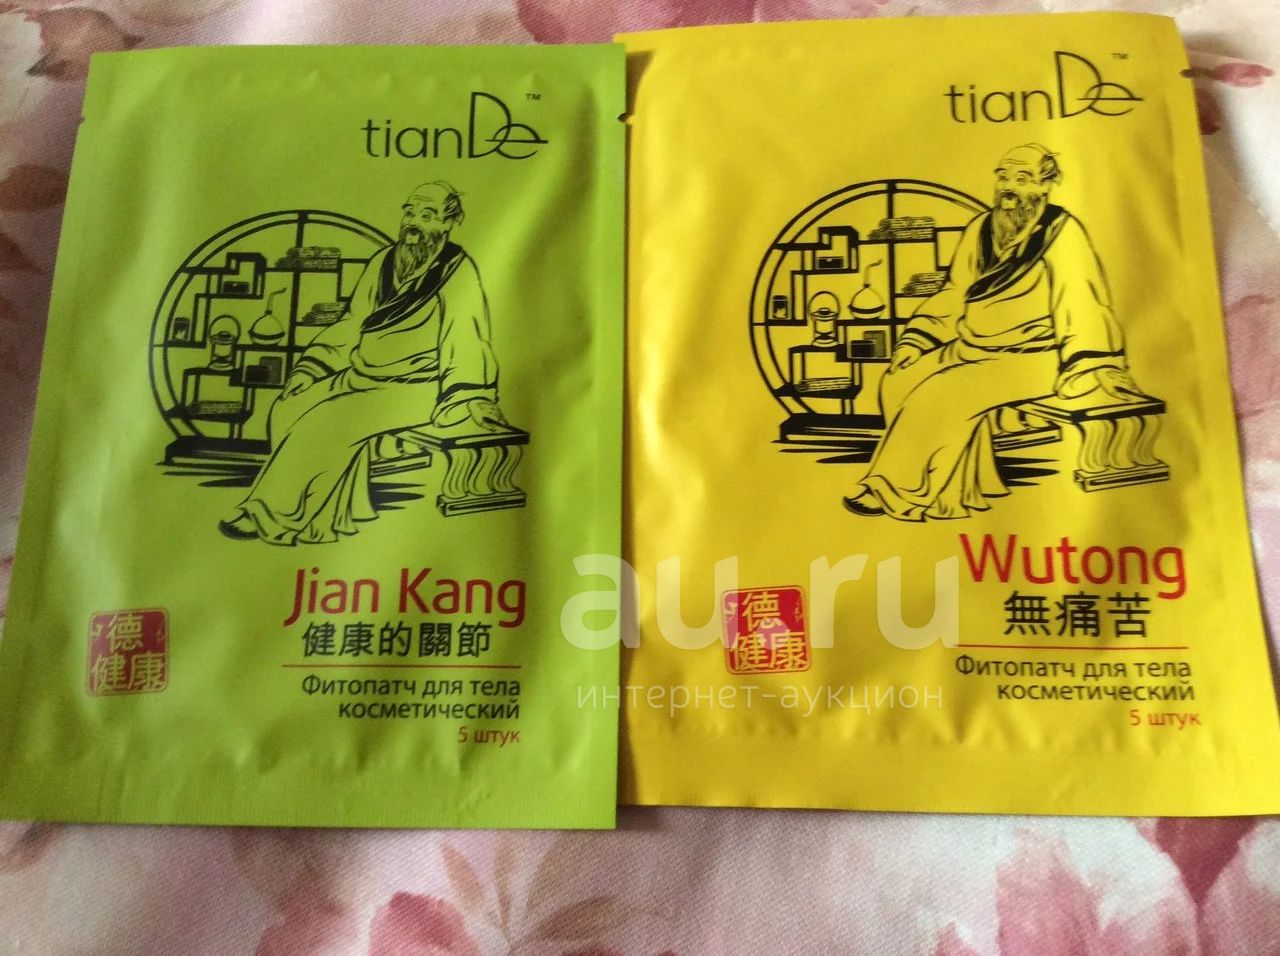 tianDe™
Jian Kang
健康的關節
德
健康
Фитопатч для тела
косметический
5 штук
tianDe™
Wutong
無痛苦
德
健康
Фитопатч для тела
косметический
5 штук
au.ru
интернет-аукцион